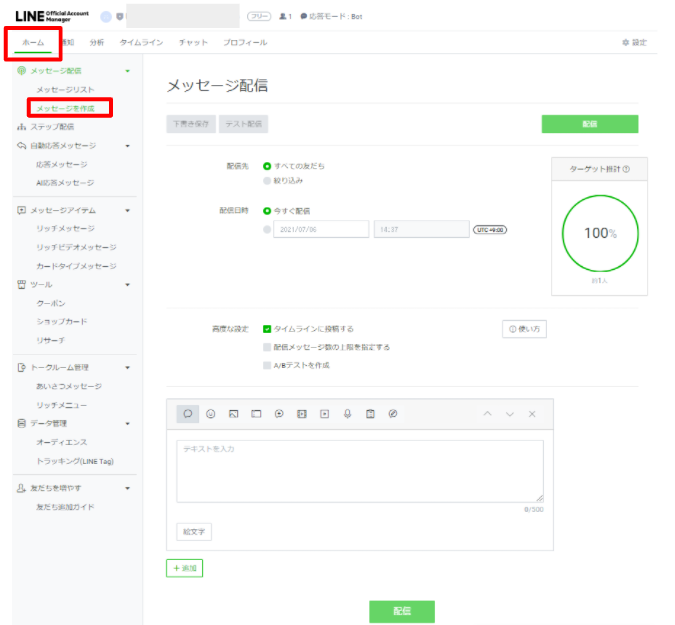 LINE Official Account Manager
フリー 1 応答モード : Bot
ホーム 通知 分析 タイムライン チャット プロフィール 設定
メッセージ配信
メッセージリスト
メッセージを作成
ステップ配信
自動応答メッセージ
応答メッセージ
AI応答メッセージ
メッセージアイテム
リッチメッセージ
リッチビデオメッセージ
カードタイプメッセージ
ツール
クーポン
ショップカード
リサーチ
トークルーム管理
あいさつメッセージ
リッチメニュー
データ管理
オーディエンス
トラッキング(LINE Tag)
友だちを増やす
友だち追加ガイド
メッセージ配信
下書き保存 テスト配信 配信
配信先 すべての友だち
絞り込み
配信日時 今すぐ配信
2021/07/06 14:37 UTC +9:00
ターゲット推計
100%
約1人
高度な設定 タイムラインに投稿する 使い方
配信メッセージ数の上限を指定する
A/Bテストを作成
テキストを入力
0/500
絵文字
+ 追加
配信